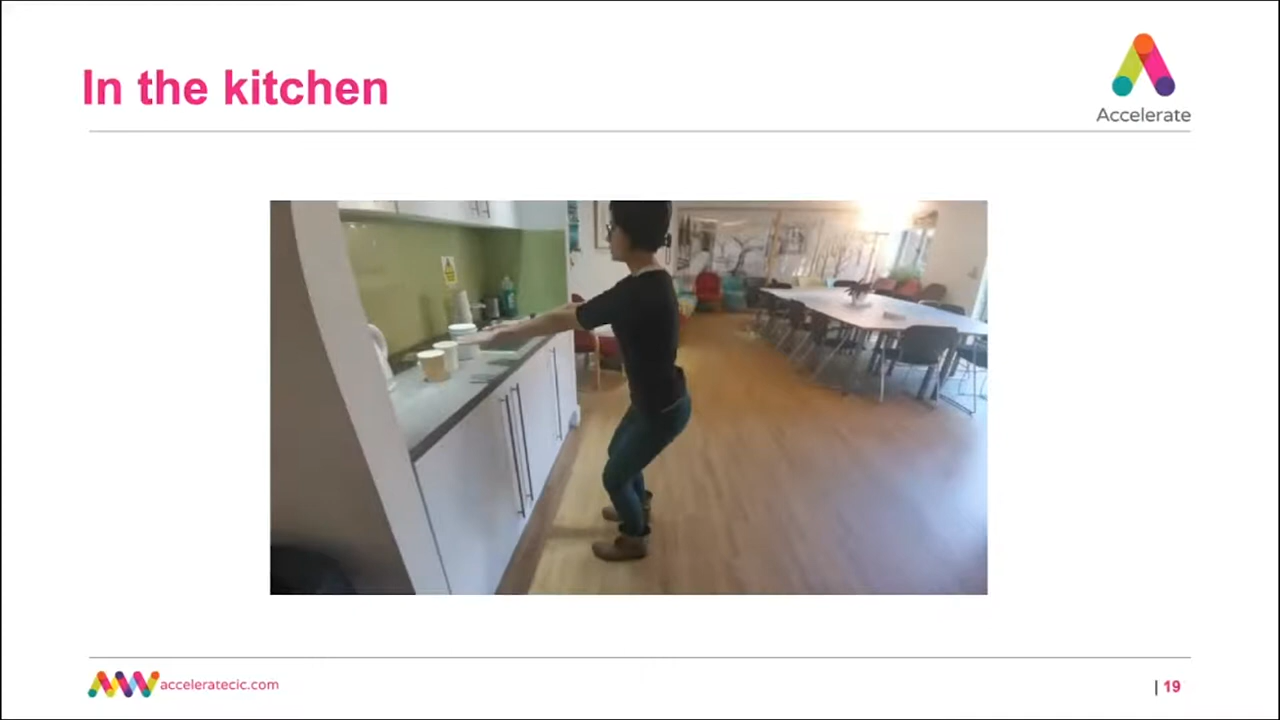 In the kitchen
Accelerate
acceleratecic.com
| 19